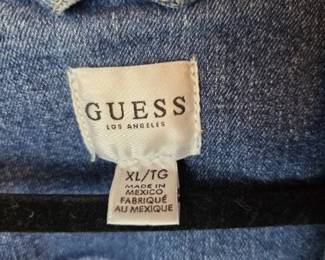 GUESS
LOS ANGELES
XL/TG
MADE IN
MEXICO
FABRIQUÉ
AU MEXIQUE